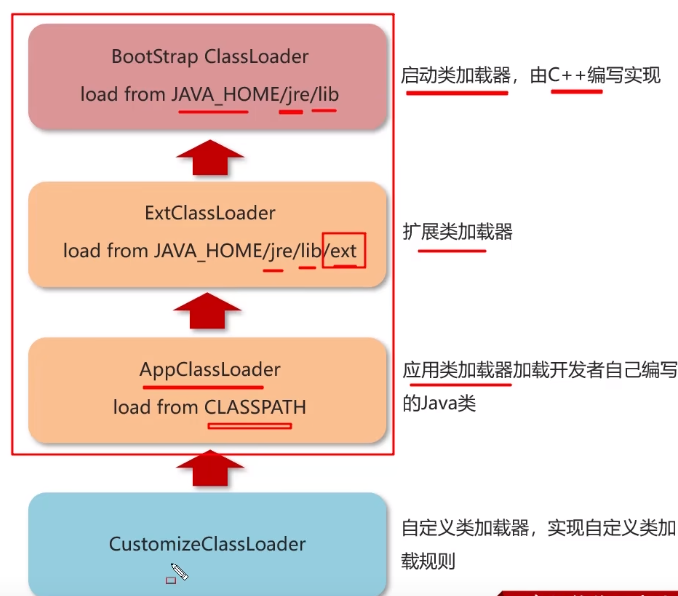 BootStrap ClassLoader
load from JAVA_HOME/jre/lib
启动类加载器，由C++编写实现
ExtClassLoader
load from JAVA_HOME/jre/lib/ext
扩展类加载器
AppClassLoader
load from CLASSPATH
应用类加载器加载开发者自己编写
的Java类
CustomizeClassLoader
自定义类加载器，实现自定义类加
载规则